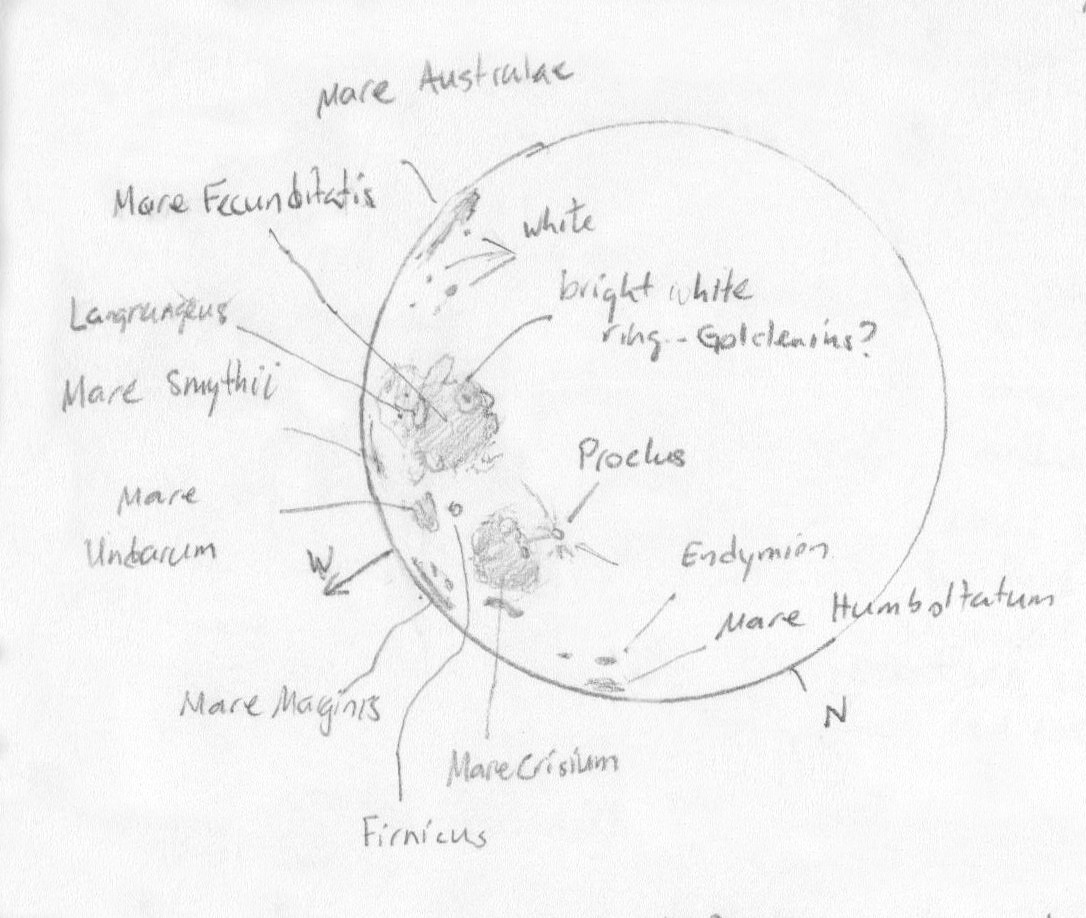 Mare Australae
Mare Fecunditatis
white
bright white
ring-- Goldenins?
Langrangeus
Mare Smythii
Proclus
Mare
Undarum
W
Endymion
Mare Humboltatum
Mare Maginis
N
Mare Crisium
Firnicus